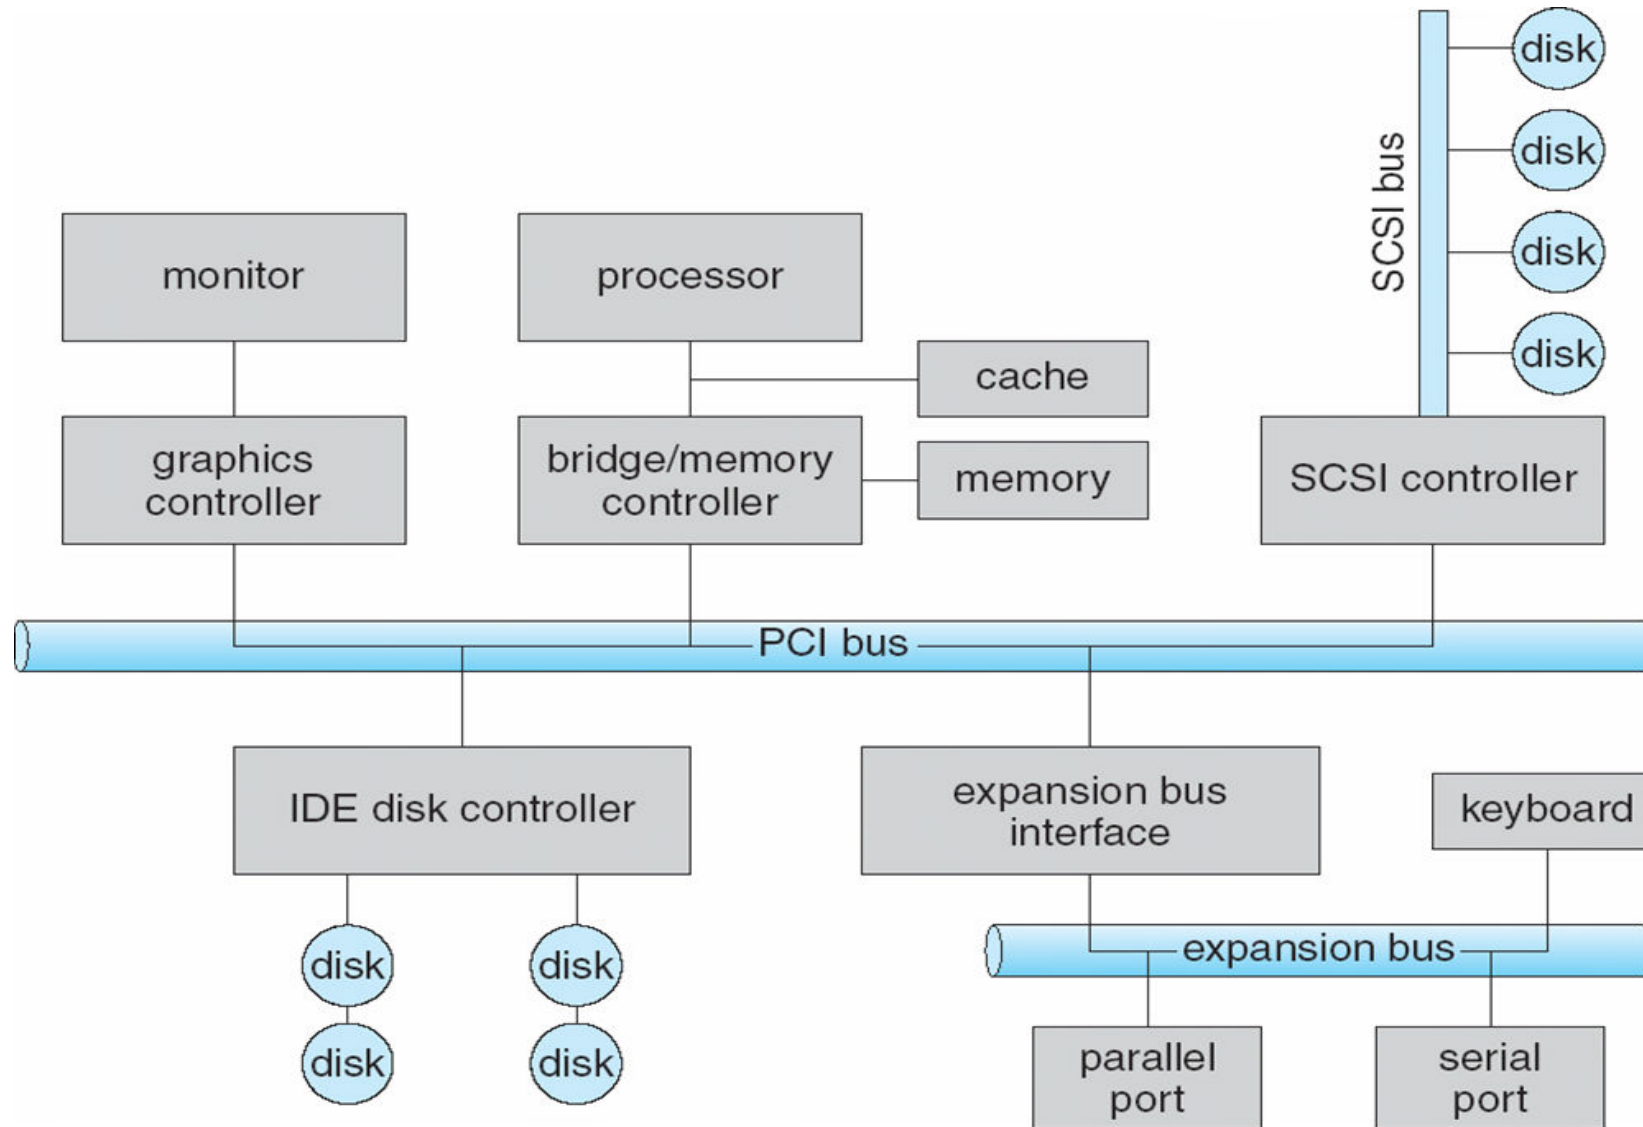 disk
disk
disk
disk
SCSI bus
monitor
processor
cache
graphics
controller
bridge/memory
controller
memory
SCSI controller
PCI bus
IDE disk controller
expansion bus
interface
keyboard
expansion bus
disk
disk
disk
disk
parallel
port
serial
port